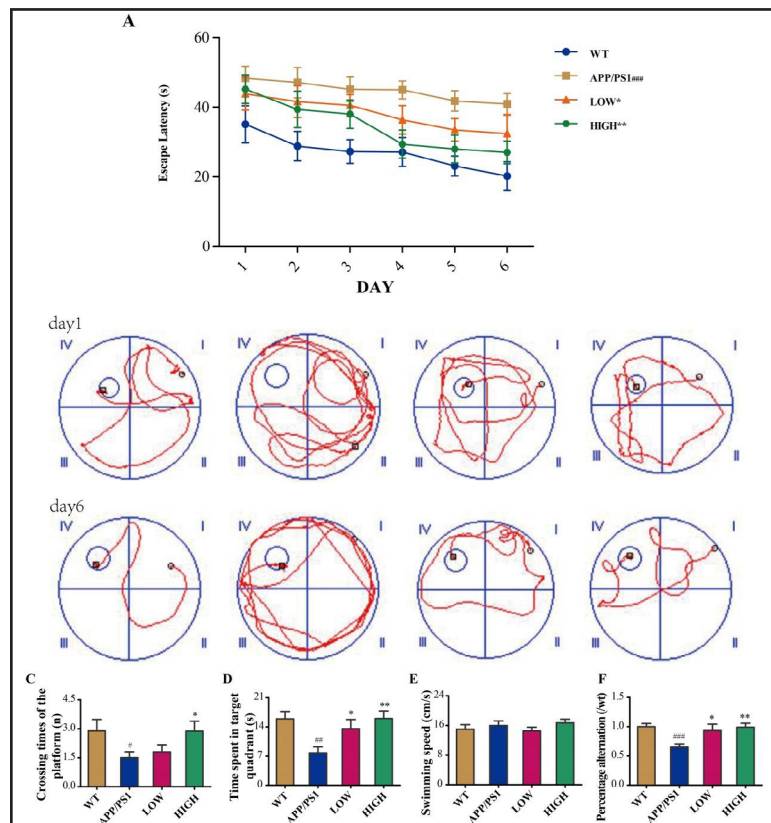 A
60
40
20
0
Escape Latency (s)
1 2 3 4 5 6
DAY
WT
APP/PS1###
LOW*
HIGH**
day1
IV I III II
IV I III II
IV I III II
IV I III II
day6
IV I III II
IV I III II
IV I III II
IV I III II
C
Crossing times of the
platform (n)
4.5
3.0
1.5
0.0
# *
WT APP/PS1 LOW HIGH
D
Time spent in target
quadrant (s)
21
14
7
0
## * **
WT APP/PS1 LOW HIGH
E
Swimming speed (cm/s)
24
16
8
0
WT APP/PS1 LOW HIGH
F
Percentage alternation (/wt)
1.5
1.0
0.5
0.0
### * **
WT APP/PS1 LOW HIGH